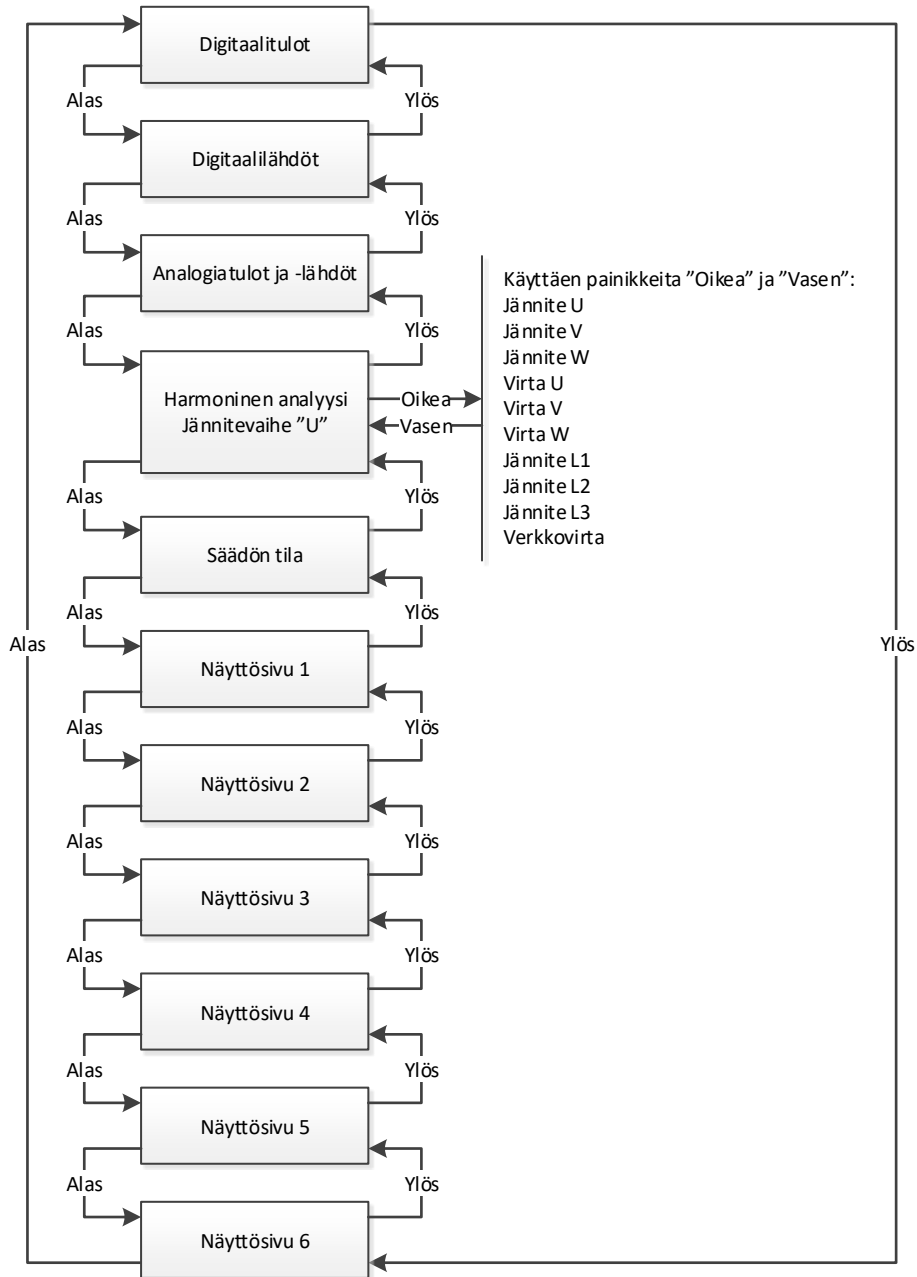 Digitaalitulot
Alas
Ylös
Digitaalilähdöt
Alas
Ylös
Analogiatulot ja -lähdöt
Alas
Ylös
Harmoninen analyysi
Jännitevaihe ”U”
Oikea
Vasen
Käyttäen painikkeita ”Oikea” ja ”Vasen”:
Jännite U
Jännite V
Jännite W
Virta U
Virta V
Virta W
Jännite L1
Jännite L2
Jännite L3
Verkkovirta
Alas
Ylös
Säädön tila
Alas
Ylös
Alas
Ylös
Näyttösivu 1
Alas
Ylös
Näyttösivu 2
Alas
Ylös
Näyttösivu 3
Alas
Ylös
Näyttösivu 4
Alas
Ylös
Näyttösivu 5
Alas
Ylös
Näyttösivu 6